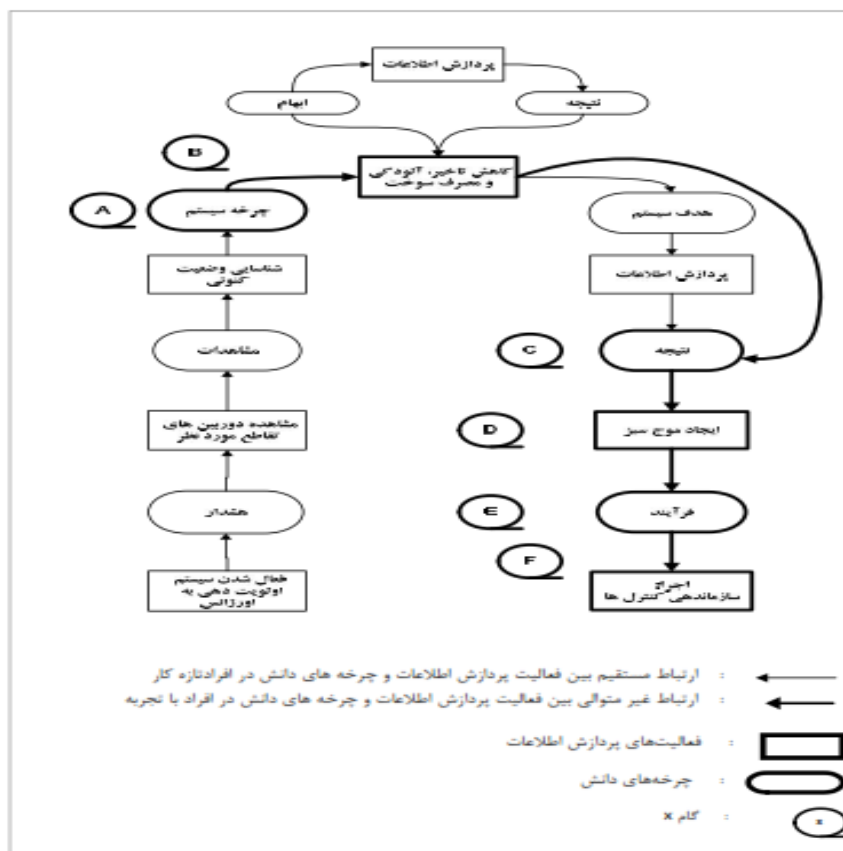 پردازش اطلاعات
ابهام
نتیجه
B
کاهش تاخیر، آلودگی
و مصرف سوخت
A
چرخه سیستم
هدف سیستم
شناسایی وضعیت
کنونی
پردازش اطلاعات
مشاهدات
C
نتیجه
مشاهده دوربین های
تقاطع مورد نظر
D
ایجاد موج سبز
هشدار
E
فرآیند
F
فعال شدن سیستم
اولویت دهی به
اورژانس
اجرا؛
سازماندهی کنترل ها
: ارتباط مستقیم بین فعالیت پردازش اطلاعات و چرخه های دانش در افرادتازه کار
: ارتباط غیر متوالی بین فعالیت پردازش اطلاعات و چرخه های دانش در افراد با تجربه
: فعالیت‌های پردازش اطلاعات
: چرخه‌های دانش
: گام x
x